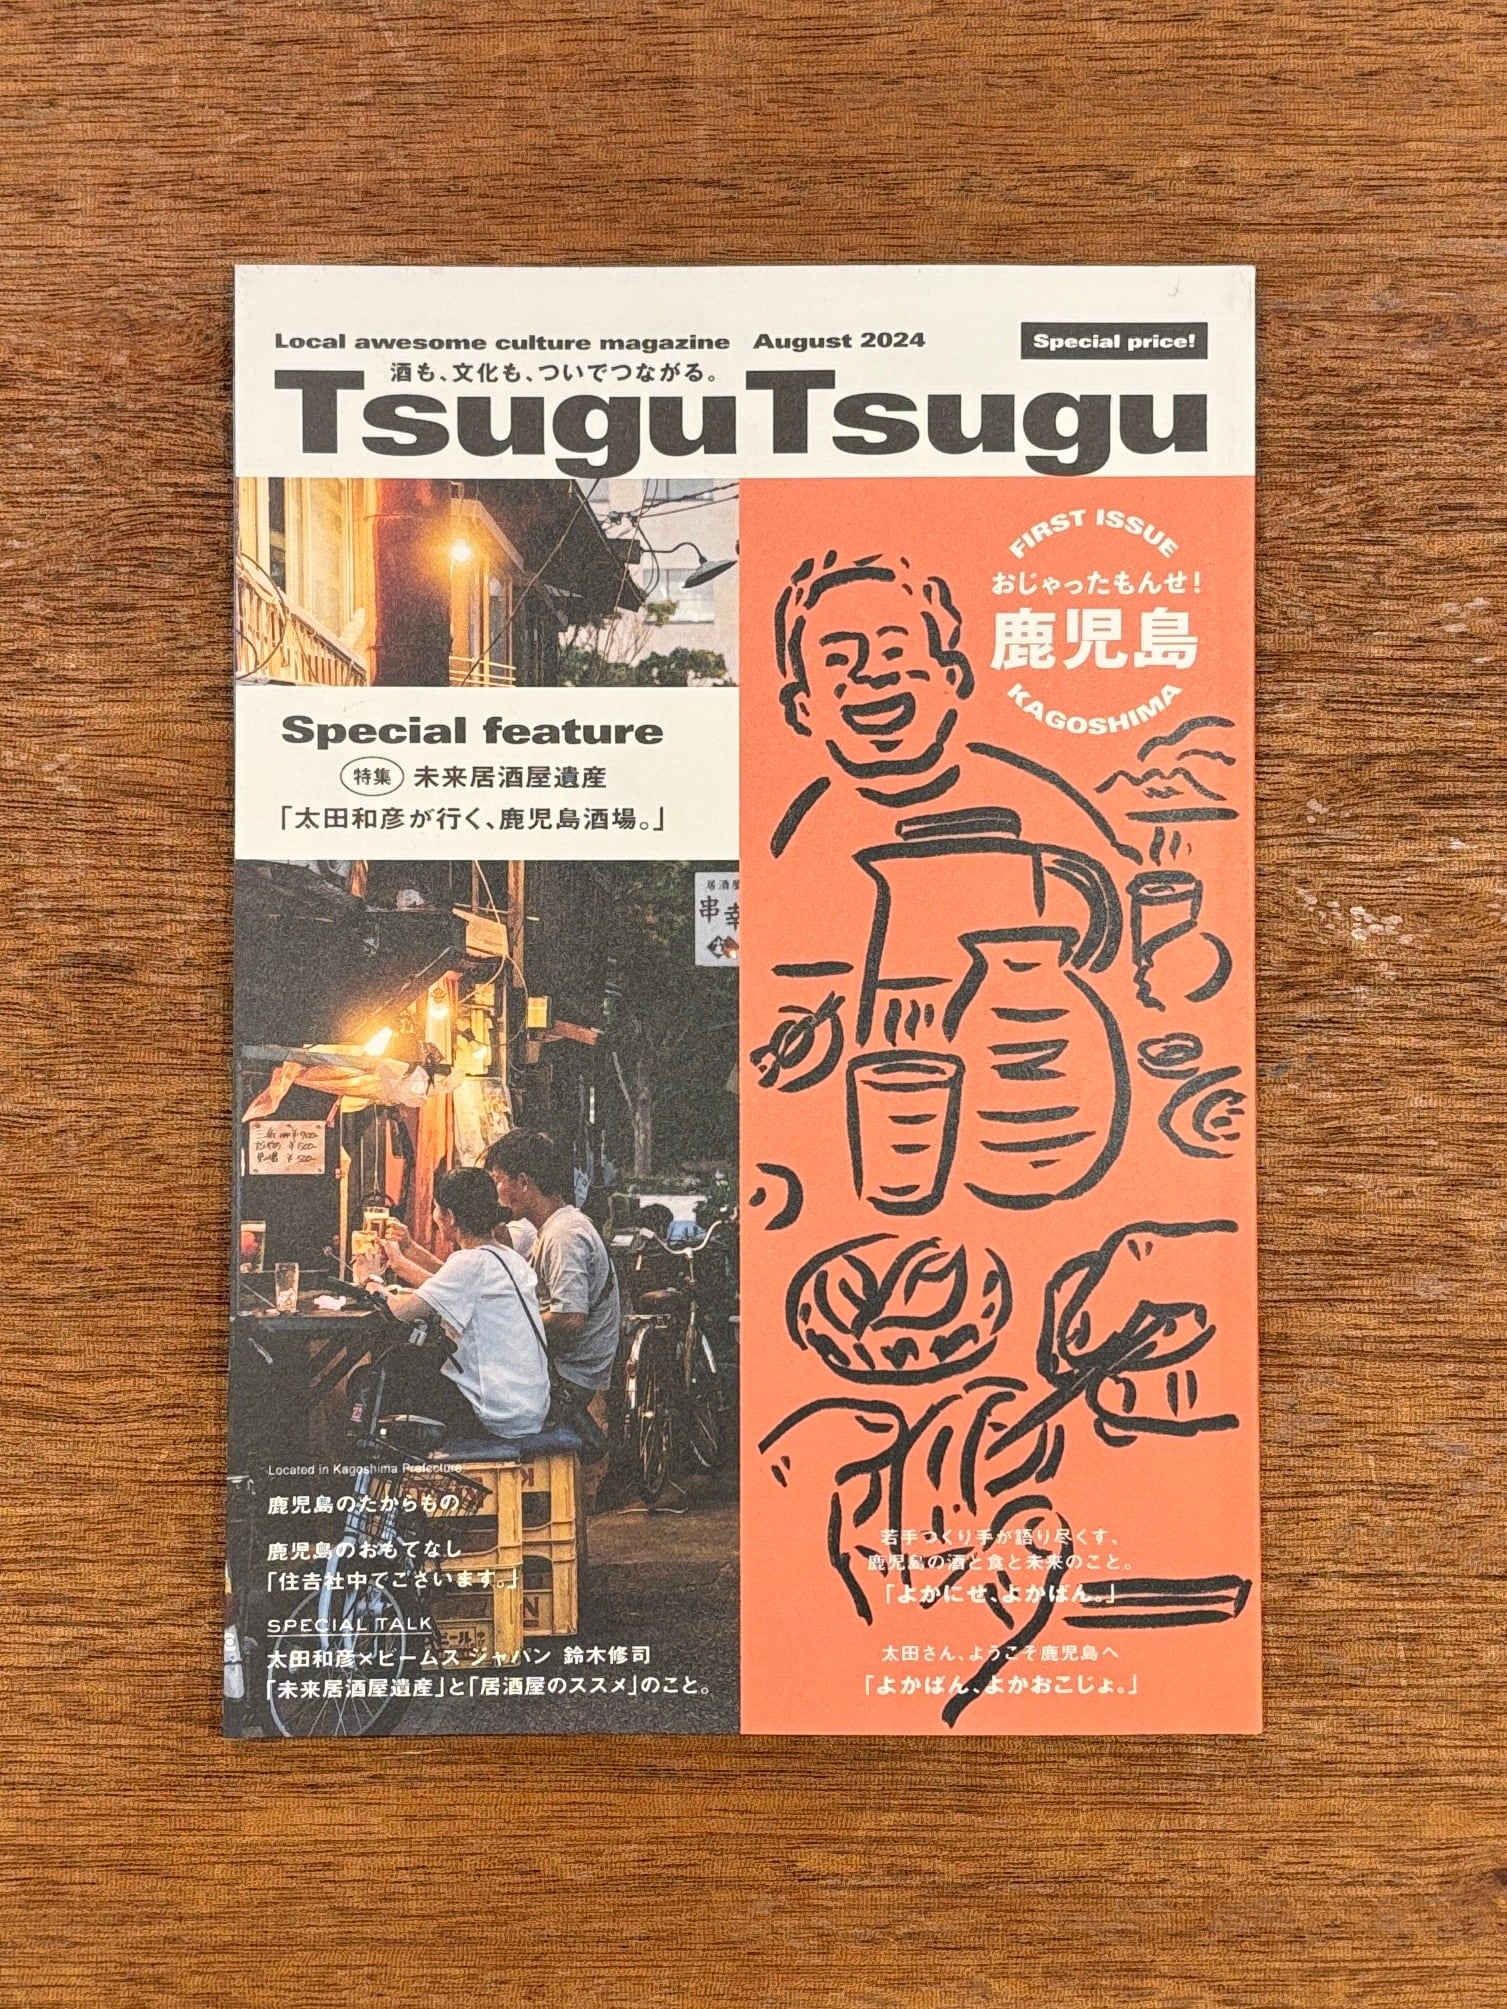 Local awesome culture magazine August 2024
Special price!
酒も、文化も、ついでつながる。
TsuguTsugu
FIRST ISSUE
おじゃったもんせ！
鹿児島
KAGOSHIMA
Special feature
特集 未来居酒屋遺産
「太田和彦が行く、鹿児島酒場。」
居酒屋
串幸
Located in Kagoshima Prefecture
鹿児島のたからもの
鹿児島のおもてなし
「住吉社中でございます。」
SPECIAL TALK
太田和彦×ビームス ジャパン 鈴木修司
「未来居酒屋遺産」と「居酒屋のススメ」のこと。
若手つくり手が語り尽くす、
鹿児島の酒と食と未来のこと。
「よかにせ、よかばん。」
太田さん、ようこそ鹿児島へ
「よかばん、よかおこじょ。」